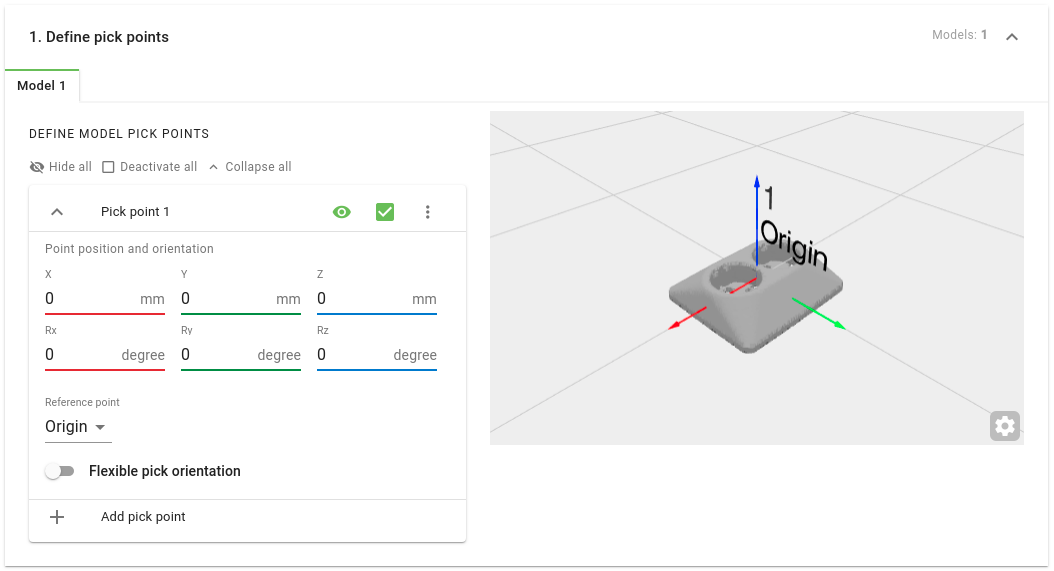 1. Define pick points
Models: 1
Model 1
DEFINE MODEL PICK POINTS
Hide all Deactivate all Collapse all
Pick point 1
Point position and orientation
X Y Z
0 mm 0 mm 0 mm
Rx Ry Rz
0 degree 0 degree 0 degree
Reference point
Origin
Flexible pick orientation
Add pick point
1
Origin